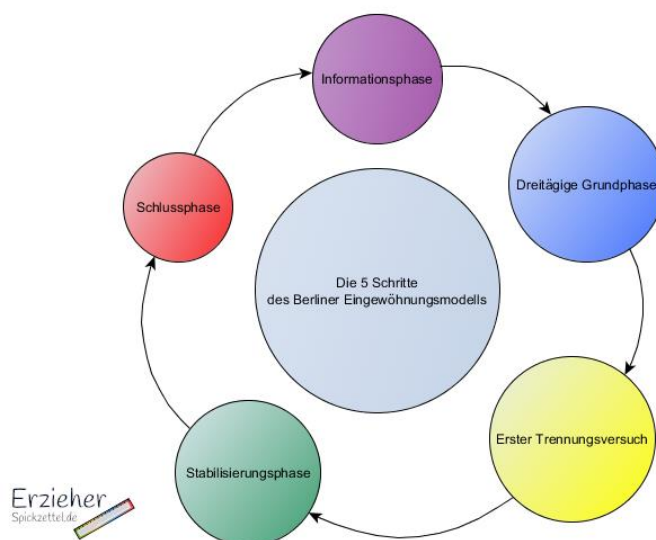 Informationsphase
Dreitägige Grundphase
Erster Trennungsversuch
Stabilisierungsphase
Schlussphase
Die 5 Schritte
des Berliner Eingewöhnungsmodells
Erzieher
Spickzettel.de